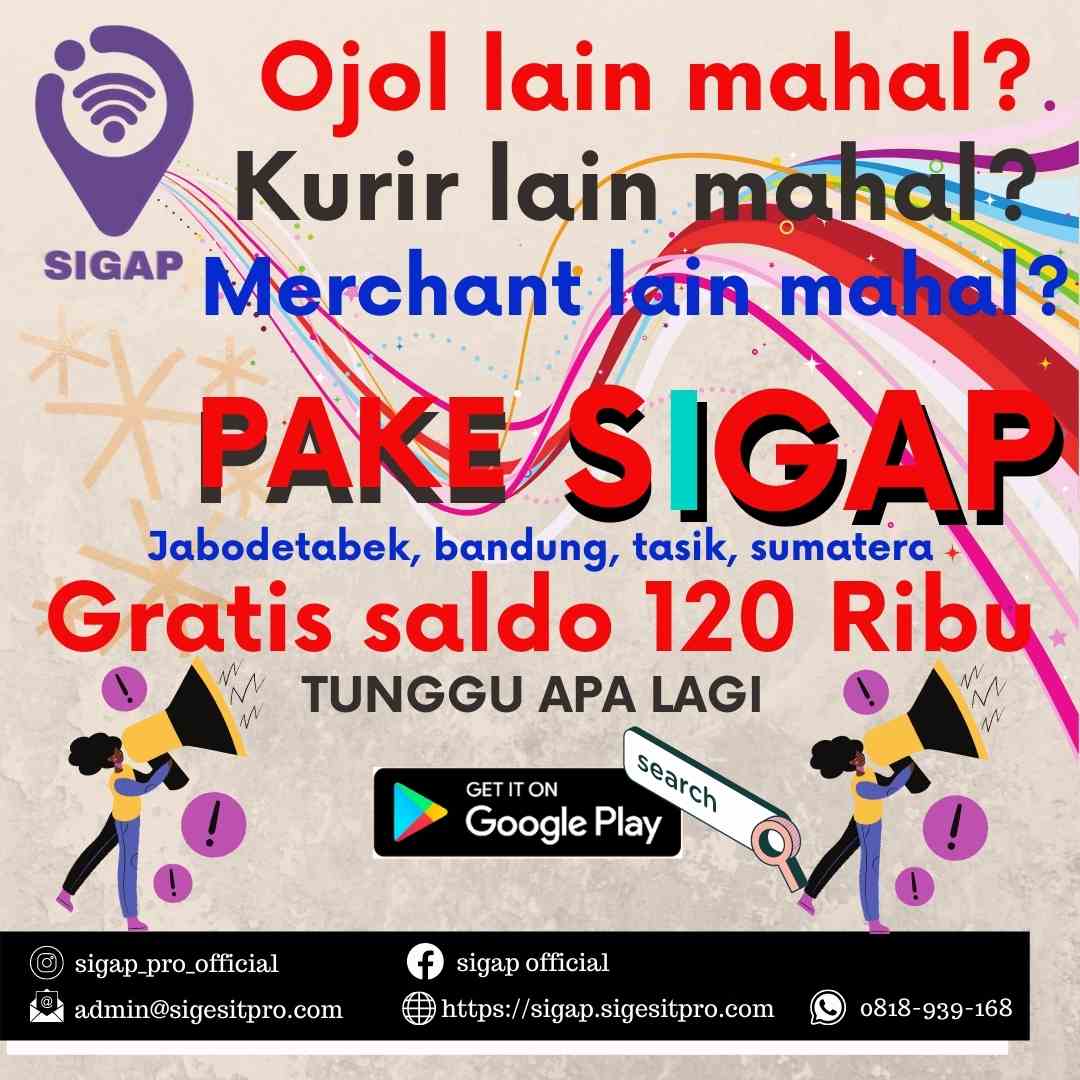 Ojol lain mahal?
Kurir lain mahal?
SIGAP
Merchant lain mahal?
PAKE SIGAP
Jabodetabek, bandung, tasik, sumatera
Gratis saldo 120 Ribu
TUNGGU APA LAGI
search
GET IT ON
Google Play
sigap_pro_official
sigap official
admin@sigesitpro.com
https://sigap.sigesitpro.com
0818-939-168